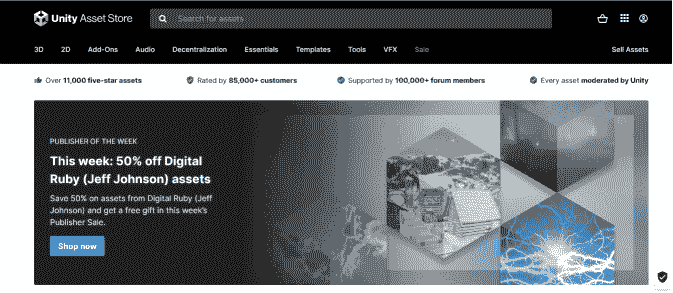 Unity Asset Store
Search for assets
3D 2D Add-Ons Audio Decentralization Essentials Templates Tools VFX Sale Sell Assets
Over 11,000 five-star assets Rated by 85,000+ customers Supported by 100,000+ forum members Every asset moderated by Unity
PUBLISHER OF THE WEEK
This week: 50% off Digital
Ruby (Jeff Johnson) assets
Save 50% on assets from Digital Ruby (Jeff
Johnson) and get a free gift in this week's
Publisher Sale.
Shop now